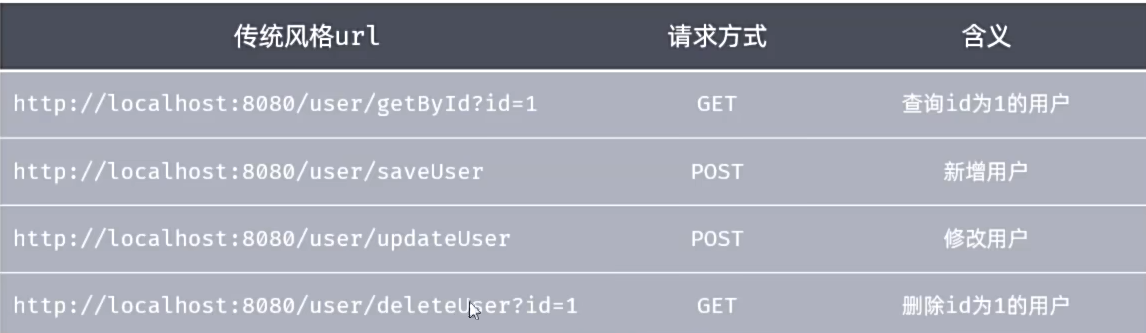 传统风格url 请求方式 含义
http://localhost:8080/user/getById?id=1 GET 查询id为1的用户
http://localhost:8080/user/saveUser POST 新增用户
http://localhost:8080/user/updateUser POST 修改用户
http://localhost:8080/user/deleteUser?id=1 GET 删除id为1的用户